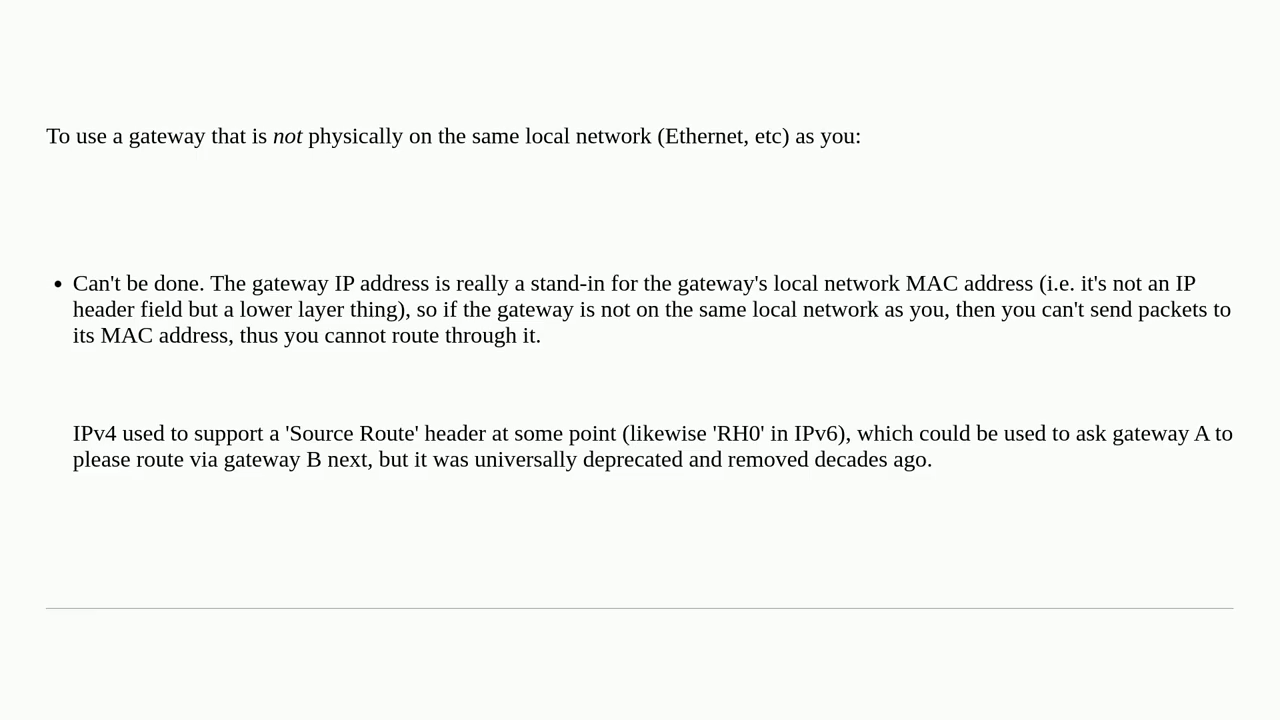 To use a gateway that is not physically on the same local network (Ethernet, etc) as you:
• Can't be done. The gateway IP address is really a stand-in for the gateway's local network MAC address (i.e. it's not an IP
header field but a lower layer thing), so if the gateway is not on the same local network as you, then you can't send packets to
its MAC address, thus you cannot route through it.
IPv4 used to support a 'Source Route' header at some point (likewise 'RH0' in IPv6), which could be used to ask gateway A to
please route via gateway B next, but it was universally deprecated and removed decades ago.